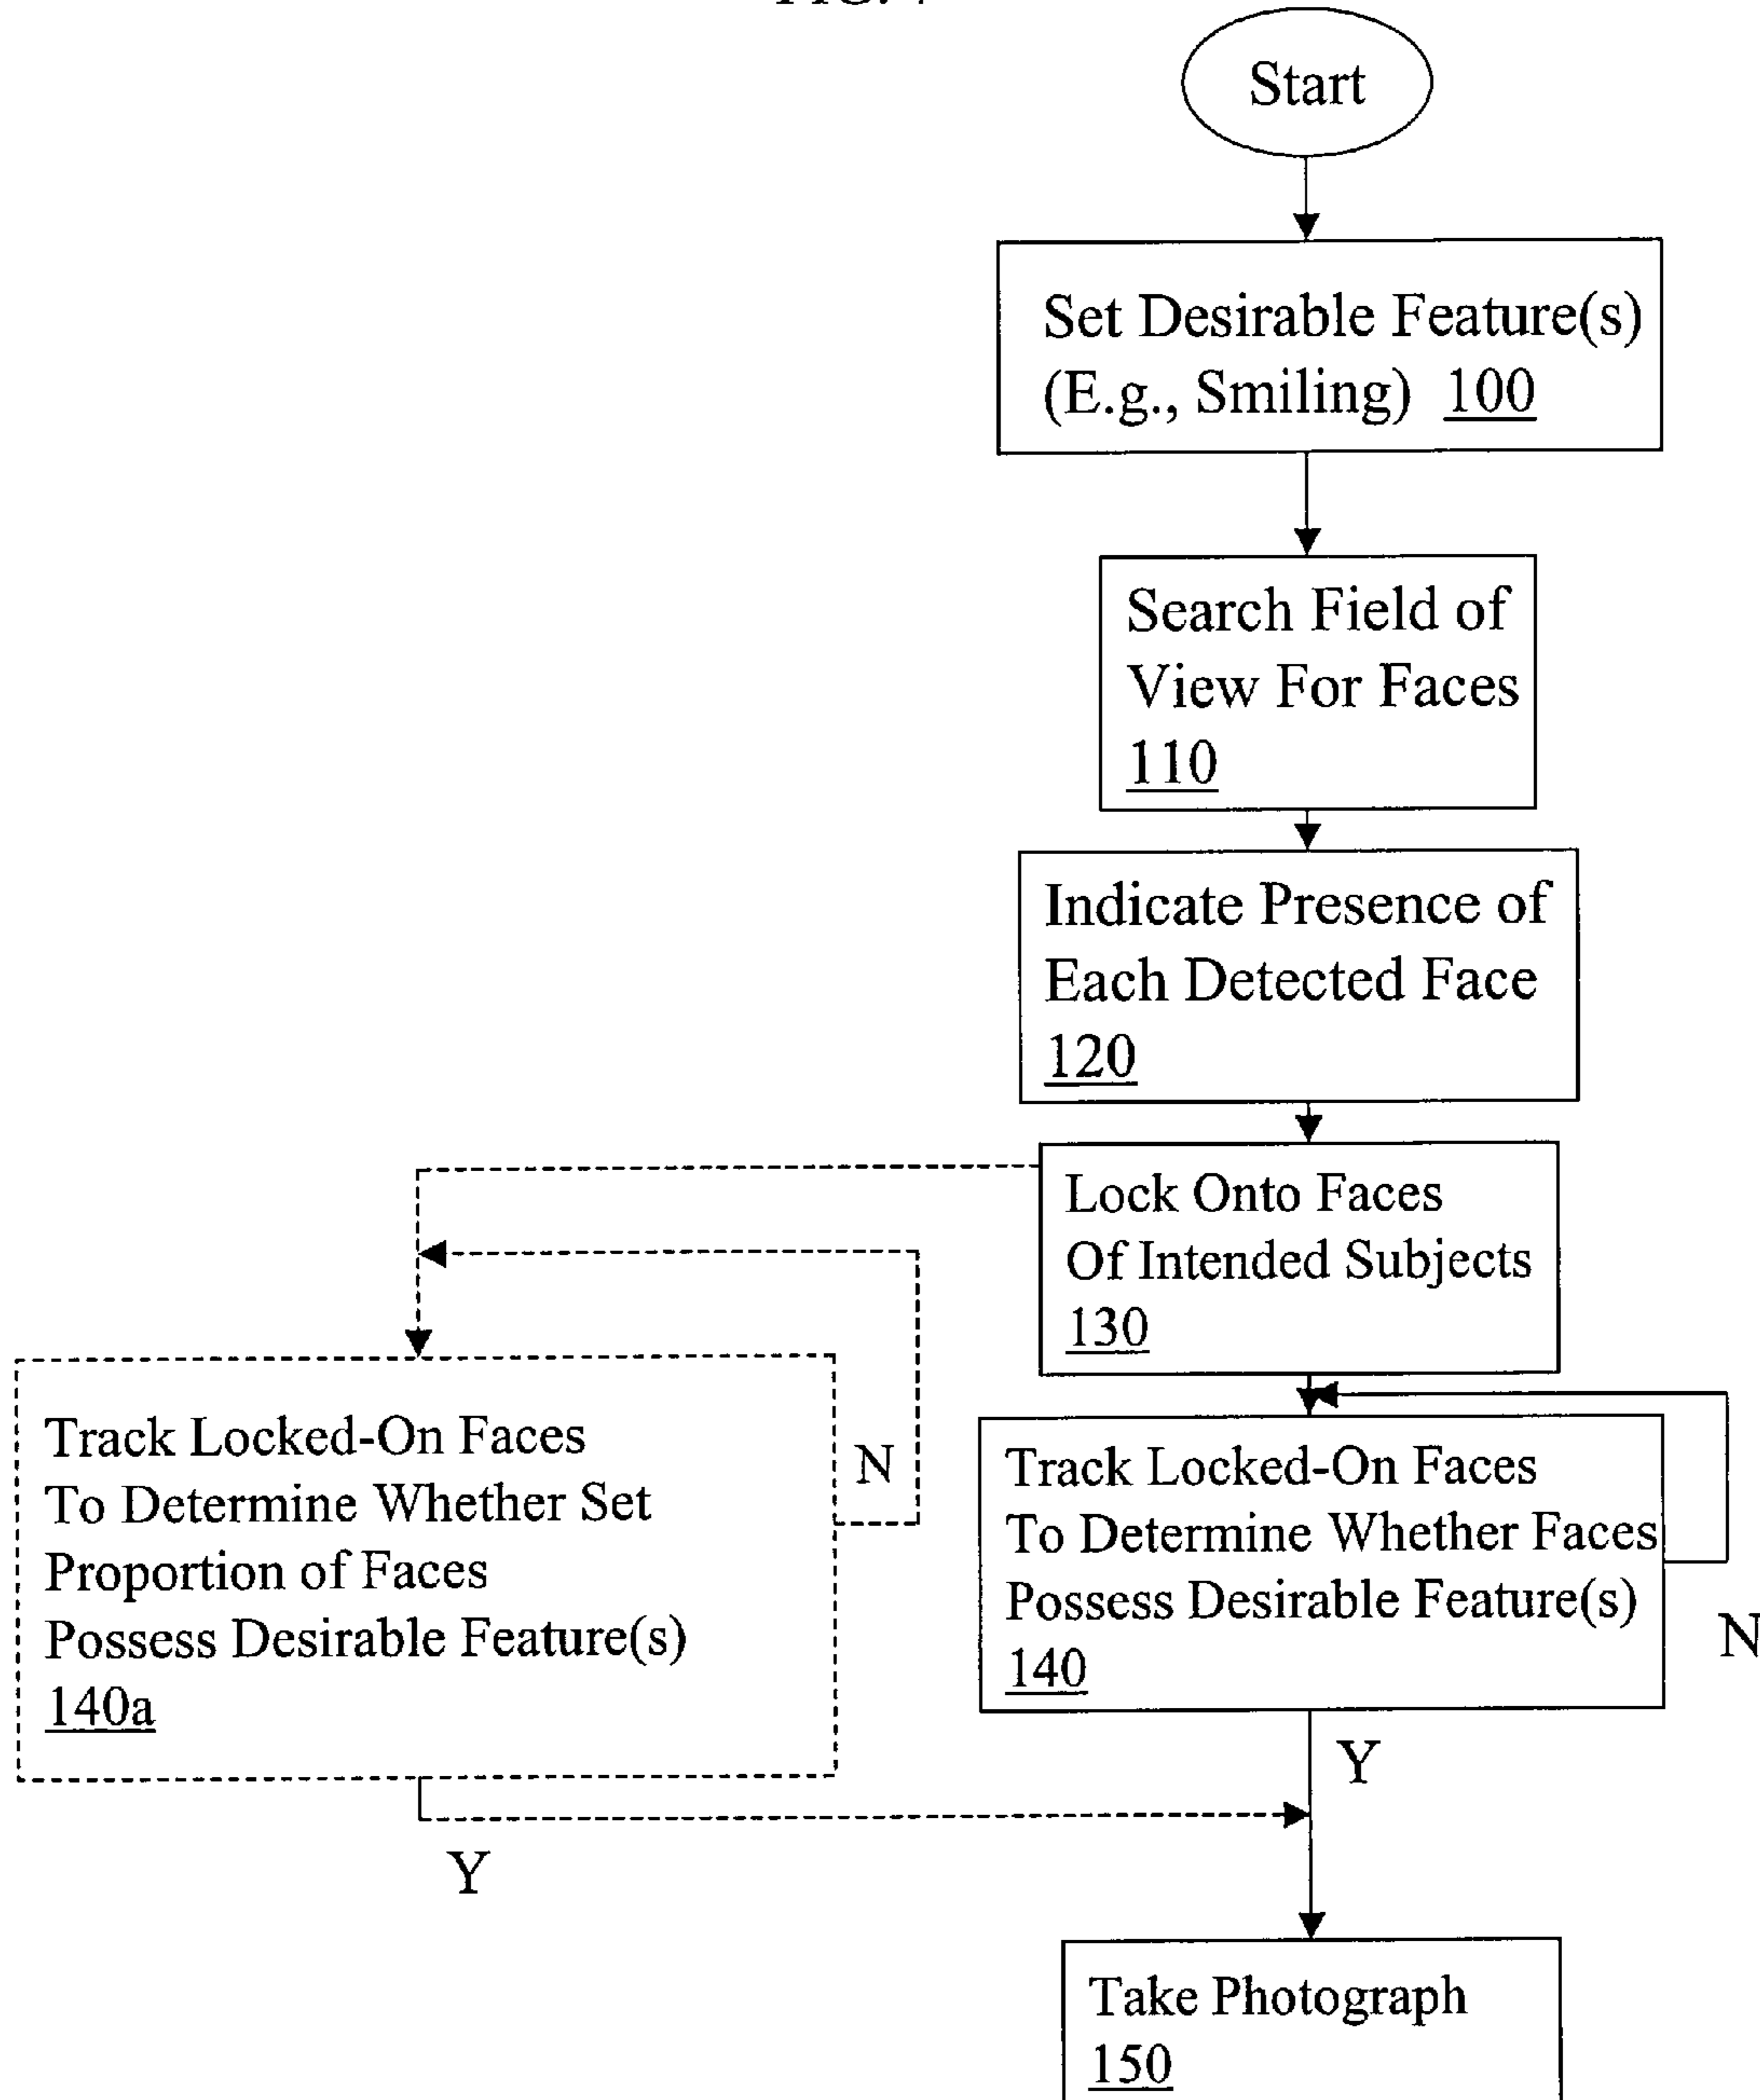 Start
Set Desirable Feature(s)
(E.g., Smiling) 100
Search Field of
View For Faces
110
Indicate Presence of
Each Detected Face
120
Lock Onto Faces
Of Intended Subjects
130
Track Locked-On Faces
To Determine Whether Set
Proportion of Faces
Possess Desirable Feature(s)
140a
N
Y
Track Locked-On Faces
To Determine Whether Faces
Possess Desirable Feature(s)
140
N
Y
Take Photograph
150